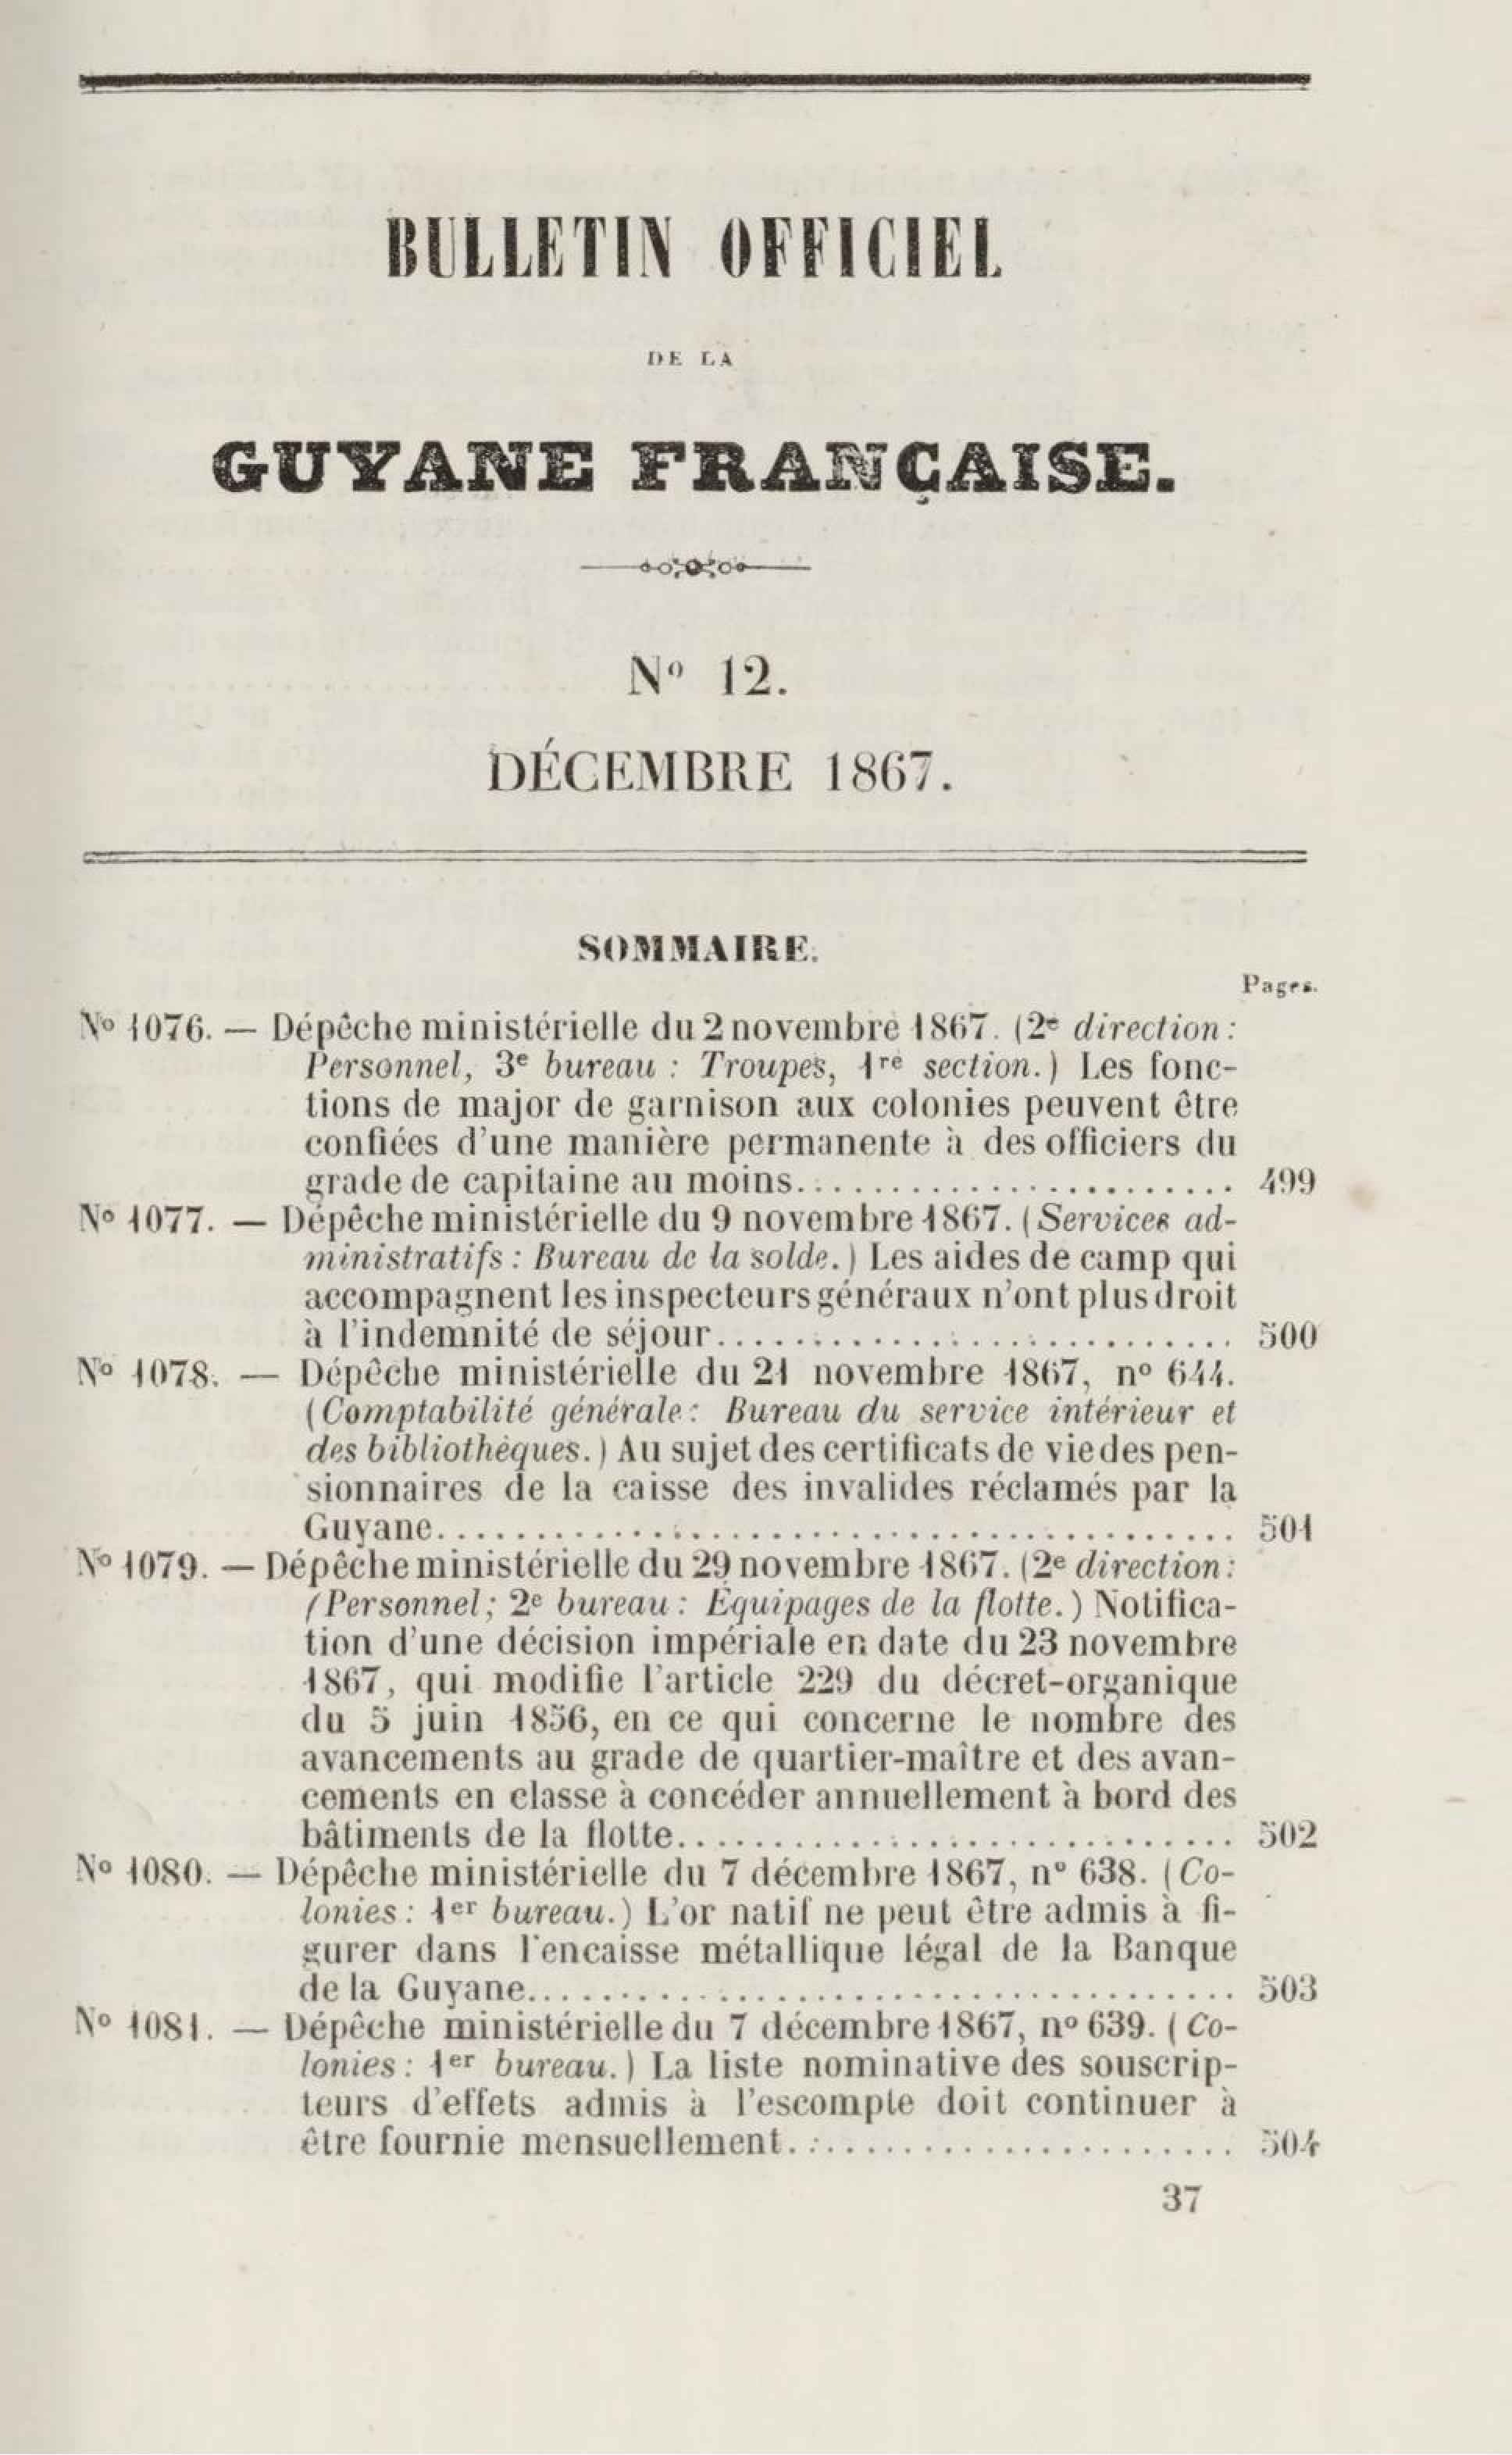 BULLETIN OFFICIEL
DE LA
GUYANE FRANÇAISE.
Nº 12.
DÉCEMBRE 1867.
SOMMAIRE.
Pages.
Nº 1076. — Dépêche ministérielle du 2 novembre 1867. (2e direction :
Personnel, 3e bureau : Troupes, 1re section.) Les fonc-
tions de major de garnison aux colonies peuvent être
confiées d'une manière permanente à des officiers du
grade de capitaine au moins........................ 499
Nº 1077. — Dépêche ministérielle du 9 novembre 1867. (Services ad-
ministratifs : Bureau de la solde.) Les aides de camp qui
accompagnent les inspecteurs généraux n'ont plus droit
à l'indemnité de séjour............................ 500
Nº 1078. — Dépêche ministérielle du 21 novembre 1867, nº 644.
(Comptabilité générale : Bureau du service intérieur et
des bibliothèques.) Au sujet des certificats de vie des pen-
sionnaires de la caisse des invalides réclamés par la
Guyane............................................ 501
Nº 1079. — Dépêche ministérielle du 29 novembre 1867. (2e direction :
(Personnel ; 2e bureau : Équipages de la flotte.) Notifica-
tion d'une décision impériale en date du 23 novembre
1867, qui modifie l'article 229 du décret-organique
du 5 juin 1856, en ce qui concerne le nombre des
avancements au grade de quartier-maître et des avan-
cements en classe à concéder annuellement à bord des
bâtiments de la flotte.............................. 502
Nº 1080. — Dépêche ministérielle du 7 décembre 1867, nº 638. (Co-
lonies : 1er bureau.) L'or natif ne peut être admis à fi-
gurer dans l'encaisse métallique légal de la Banque
de la Guyane....................................... 503
Nº 1081. — Dépêche ministérielle du 7 décembre 1867, nº 639. (Co-
lonies : 1er bureau.) La liste nominative des souscrip-
teurs d'effets admis à l'escompte doit continuer à
être fournie mensuellement......................... 504
37